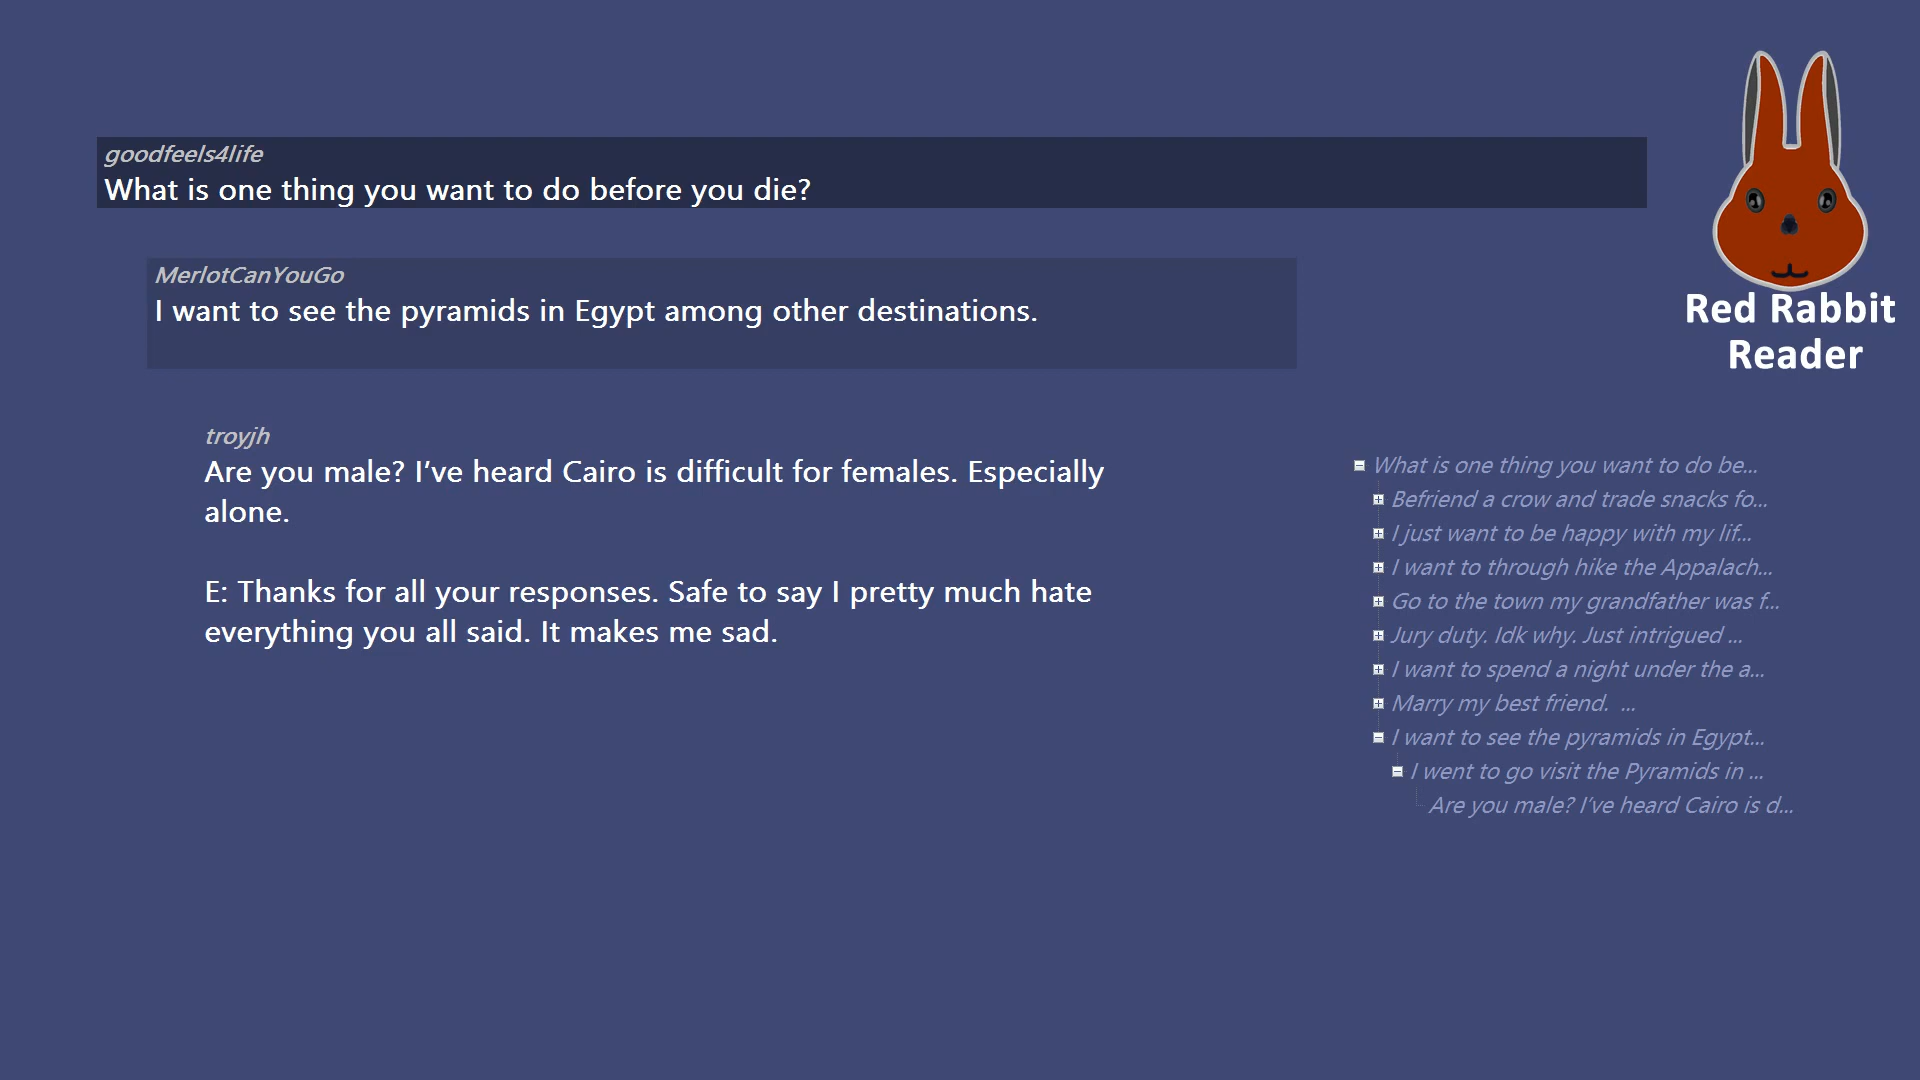 goodfeels4life
What is one thing you want to do before you die?
MerlotCanYouGo
I want to see the pyramids in Egypt among other destinations.
troyjh
Are you male? I've heard Cairo is difficult for females. Especially
alone.
E: Thanks for all your responses. Safe to say I pretty much hate
everything you all said. It makes me sad.
Red Rabbit
Reader
What is one thing you want to do be...
Befriend a crow and trade snacks fo...
I just want to be happy with my lif...
I want to through hike the Appalach...
Go to the town my grandfather was f...
Jury duty. Idk why. Just intrigued ...
I want to spend a night under the a...
Marry my best friend.  ...
I want to see the pyramids in Egypt...
I went to go visit the Pyramids in ...
Are you male? I've heard Cairo is d...